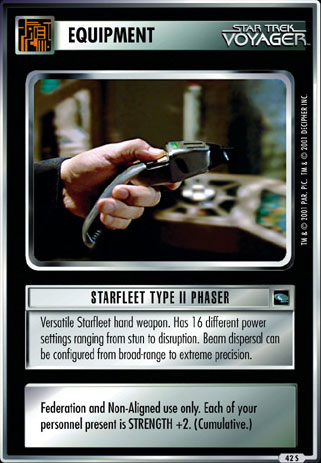 EQUIPMENT
STAR TREK
VOYAGER™
TM & © 2001 PAR. PIC. TM & © 2001 DECIPHER INC.
STARFLEET TYPE II PHASER
Versatile Starfleet hand weapon. Has 16 different power
settings ranging from stun to disruption. Beam dispersal can
be configured from broad-range to extreme precision.
Federation and Non-Aligned use only. Each of your
personnel present is STRENGTH +2. (Cumulative.)
42 S